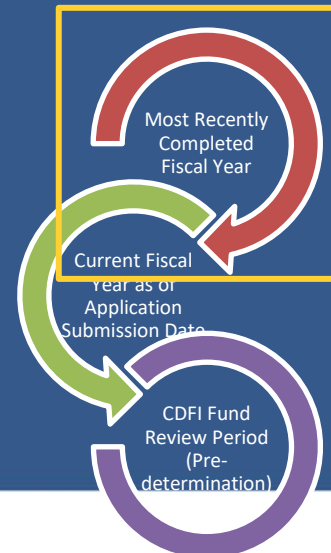 Most Recently
Completed
Fiscal Year
Current Fiscal
Year as of
Application
Submission Date
CDFI Fund
Review Period
(Pre-
determination)